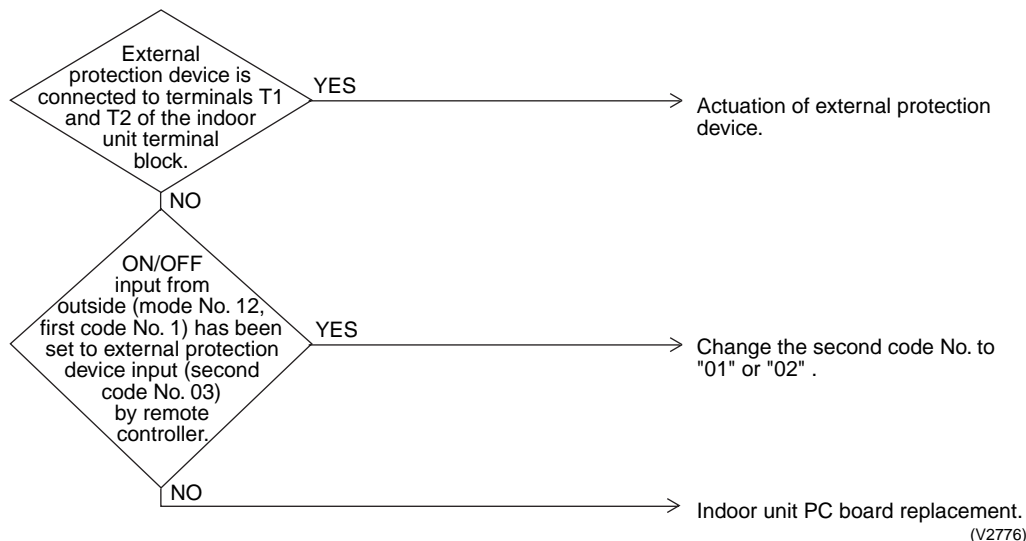 External
protection device is
connected to terminals T1
and T2 of the indoor
unit terminal
block.
YES
Actuation of external protection
device.
NO
ON/OFF
input from
outside (mode No. 12,
first code No. 1) has been
set to external protection
device input (second
code No. 03)
by remote
controller.
YES
Change the second code No. to
"01" or "02" .
NO
Indoor unit PC board replacement.
(V2776)